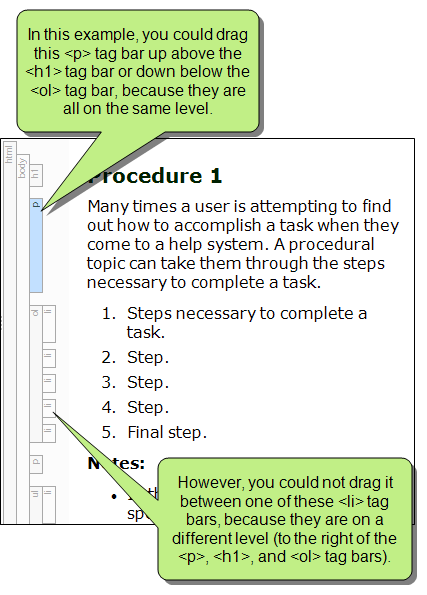 In this example, you could drag
this <p> tag bar up above the
<h1> tag bar or down below the
<ol> tag bar, because they are
all on the same level.
html
body
h1
Procedure 1
p
Many times a user is attempting to find
out how to accomplish a task when they
come to a help system. A procedural
topic can take them through the steps
necessary to complete a task.
ol
li
1. Steps necessary to complete a
task.
li
2. Step.
li
3. Step.
li
4. Step.
li
5. Final step.
p
Notes:
ul
li
However, you could not drag it
between one of these <li> tag
bars, because they are on a
different level (to the right of the
<p>, <h1>, and <ol> tag bars).